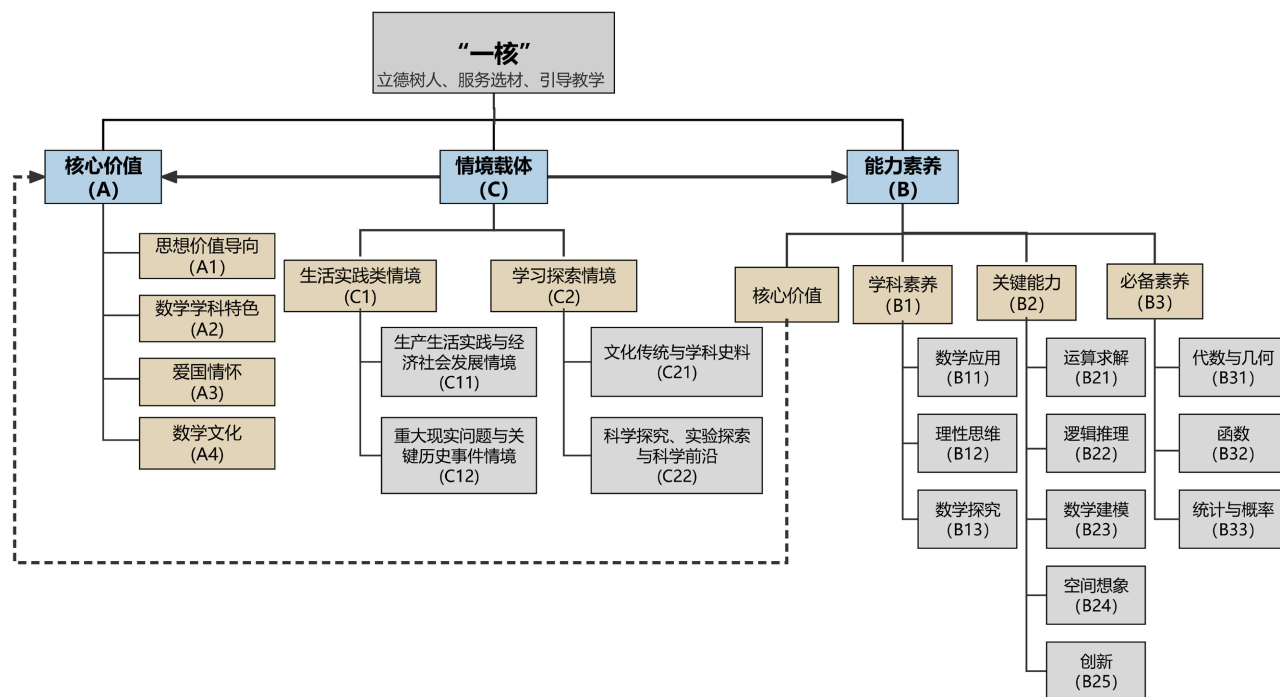 “一核”
立德树人、服务选材、引导教学
核心价值
（A）
情境载体
（C）
能力素养
（B）
思想价值导向
（A1）
数学学科特色
（A2）
爱国情怀
（A3）
数学文化
（A4）
生活实践类情境
（C1）
生产生活实践与经
济社会发展情境
（C11）
重大现实问题与关
键历史事件情境
（C12）
学习探索情境
（C2）
文化传统与学科史料
（C21）
科学探究、实验探索
与科学前沿
（C22）
核心价值
学科素养
（B1）
数学应用
（B11）
理性思维
（B12）
数学探究
（B13）
关键能力
（B2）
运算求解
（B21）
逻辑推理
（B22）
数学建模
（B23）
空间想象
（B24）
创新
（B25）
必备素养
（B3）
代数与几何
（B31）
函数
（B32）
统计与概率
（B33）